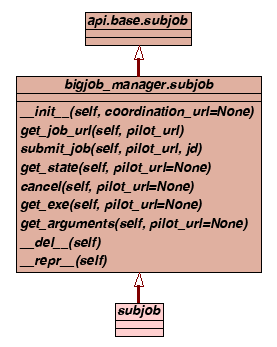 api.base.subjob
bigjob_manager.subjob
__init__(self, coordination_url=None)
get_job_url(self, pilot_url)
submit_job(self, pilot_url, jd)
get_state(self, pilot_url=None)
cancel(self, pilot_url=None)
get_exe(self, pilot_url=None)
get_arguments(self, pilot_url=None)
__del__(self)
__repr__(self)
subjob